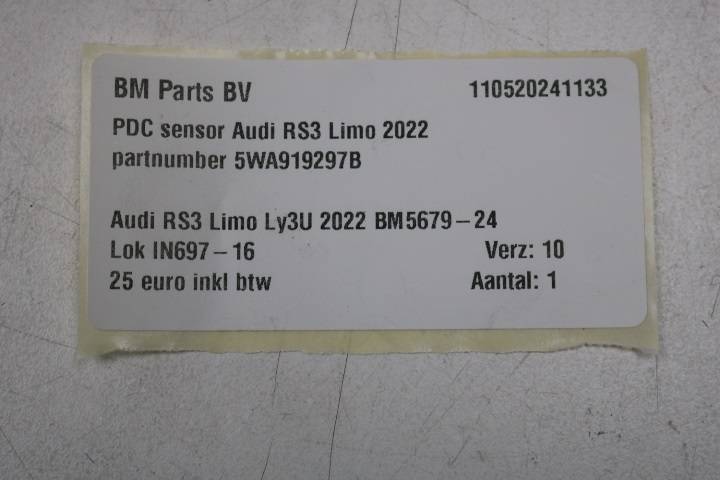 BM Parts BV 110520241133
PDC sensor Audi RS3 Limo 2022
partnumber 5WA919297B
Audi RS3 Limo Ly3U 2022 BM5679-24
Lok IN697-16 Verz: 10
25 euro inkl btw Aantal: 1